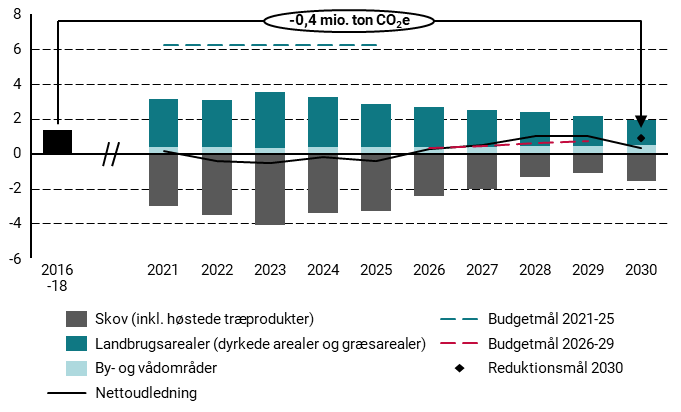 -0,4 mio. ton CO₂e
8
6
4
2
0
-2
-4
-6
2016 2021 2022 2023 2024 2025 2026 2027 2028 2029 2030
-18
Skov (inkl. høstede træprodukter)
Landbrugsarealer (dyrkede arealer og græsarealer)
By- og vådområder
Nettoudledning
Budgetmål 2021-25
Budgetmål 2026-29
Reduktionsmål 2030